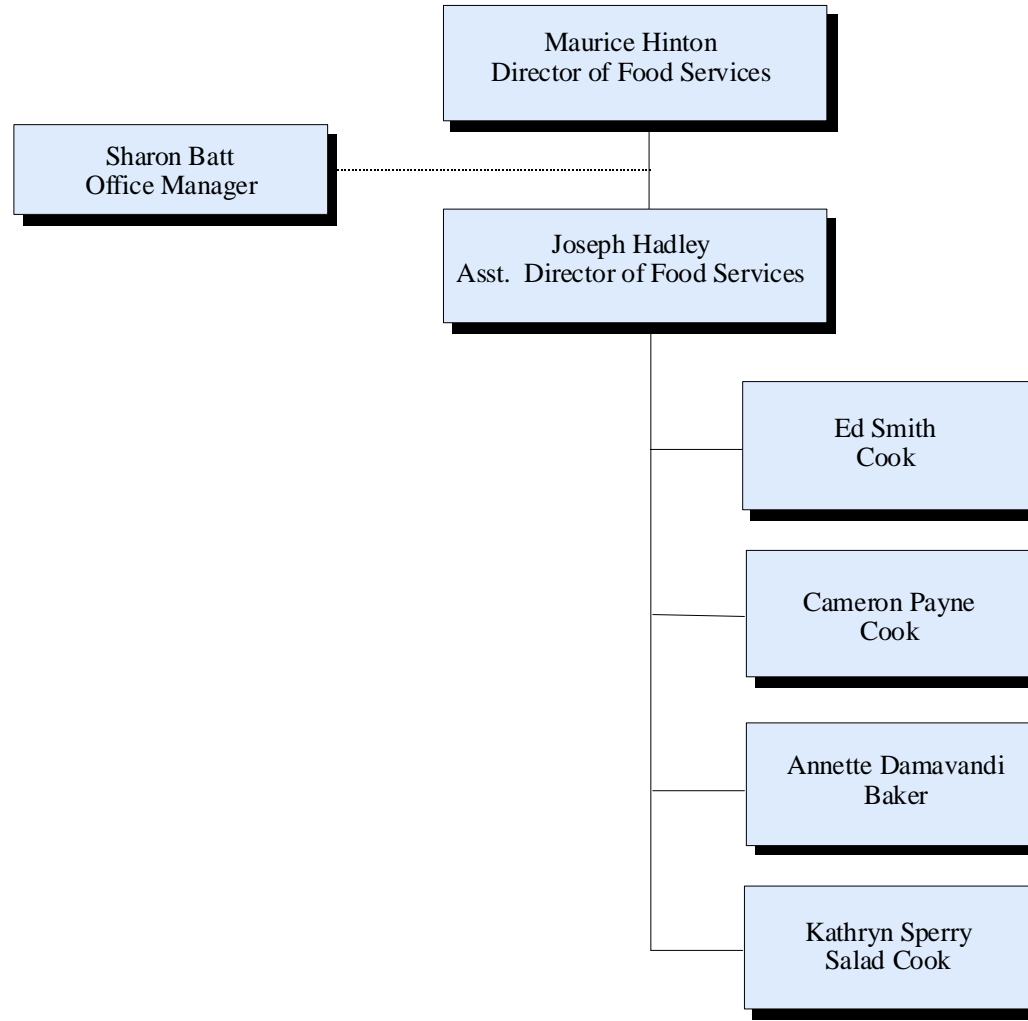 Maurice Hinton
Director of Food Services
Sharon Batt
Office Manager
Joseph Hadley
Asst.  Director of Food Services
Ed Smith
Cook
Cameron Payne
Cook
Annette Damavandi
Baker
Kathryn Sperry
Salad Cook